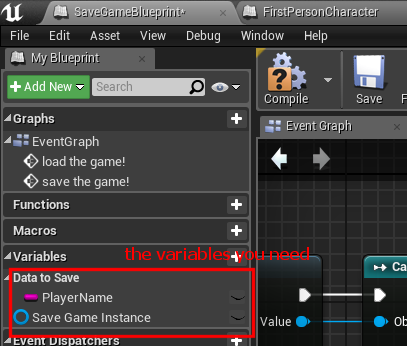 SaveGameBlueprint*
FirstPersonCharacter
File Edit Asset View Debug Window Help
My Blueprint
Add New Search
Compile Save
Graphs
EventGraph
load the game!
save the game!
Functions
Macros
Variables
the variables you need
Data to Save
PlayerName
Save Game Instance
Event Dispatchers
Event Graph
Ca
Value Ob